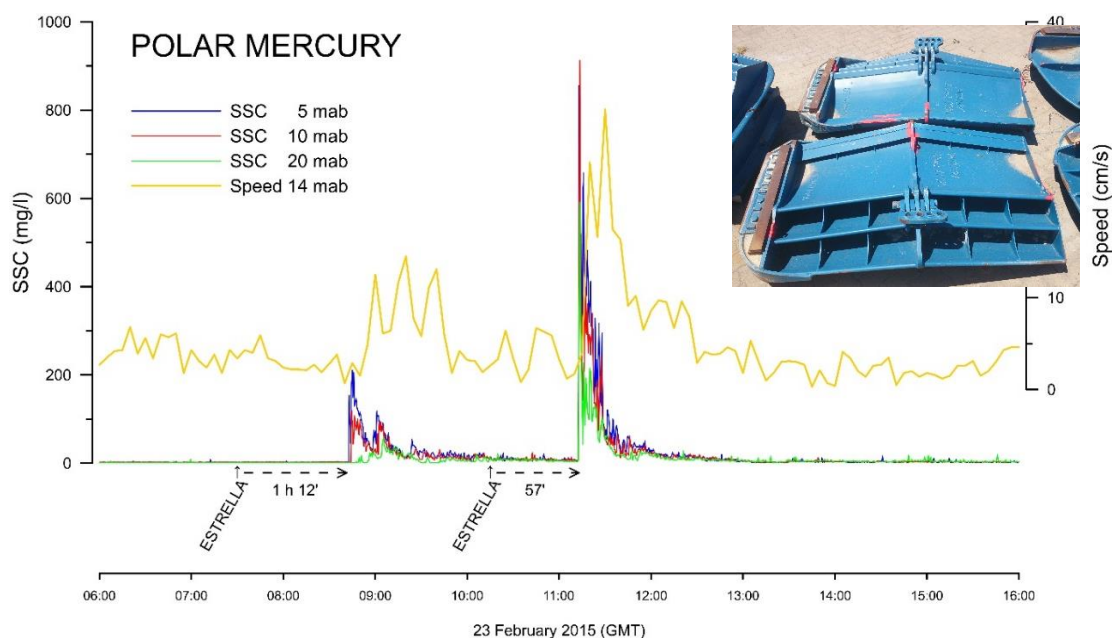 POLAR MERCURY
SSC 5 mab
SSC 10 mab
SSC 20 mab
Speed 14 mab
SSC (mg/l)
1000
800
600
400
200
0
Speed (cm/s)
40
10
0
ESTRELLA
1 h 12'
ESTRELLA
57'
06:00 07:00 08:00 09:00 10:00 11:00 12:00 13:00 14:00 15:00 16:00
23 February 2015 (GMT)